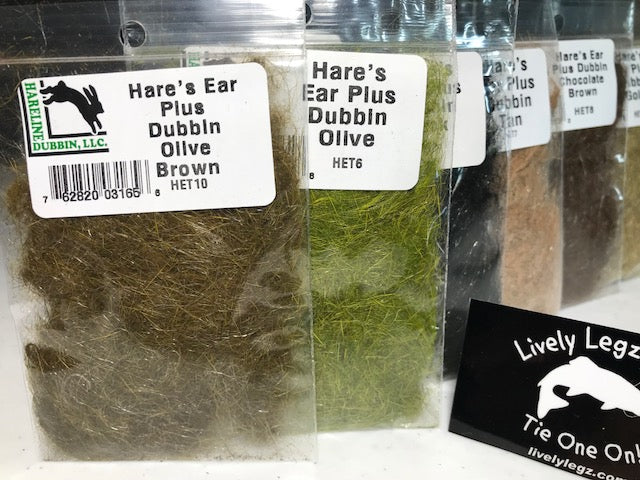 HARELINE
DUBBIN, LLC.
Hare's Ear
Plus
Dubbin
Olive
Brown
HET10
7 62820 03165 8
Hare's
Ear Plus
Dubbin
Olive
HET6
8
Plus
Tan
Hare's Ear
Plus Dubbin
Chocolate
Brown
HET8
Lively Legz
Tie One On!
livelylegz.com